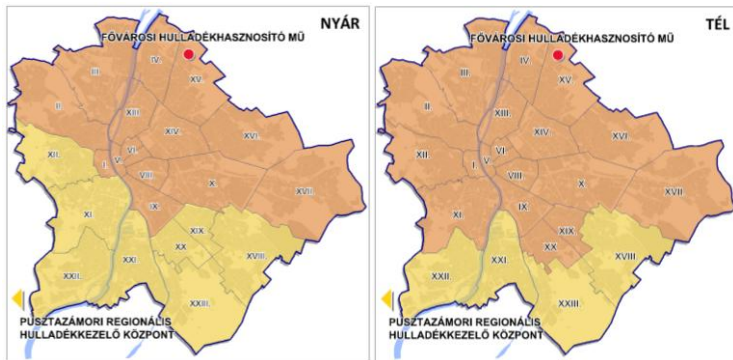 NYÁR
FŐVÁROSI HULLADÉKHASZNOSÍTÓ MŰ
IV.
III.
XV.
II.
XIII.
XIV.
XVI.
XII.
VI.
I.
V.
VIII.
X.
XVII.
IX.
XI.
XIX.
XX.
XVIII.
XXI.
XXII.
XXIII.
PUSZTAZÁMORI REGIONÁLIS
HULLADÉKKEZELŐ KÖZPONT
TÉL
FŐVÁROSI HULLADÉKHASZNOSÍTÓ MŰ
IV.
III.
XV.
II.
XIII.
XIV.
XVI.
XII.
VI.
I.
V.
VIII.
X.
XVII.
IX.
XI.
XIX.
XX.
XVIII.
XXI.
XXII.
XXIII.
PUSZTAZÁMORI REGIONÁLIS
HULLADÉKKEZELŐ KÖZPONT